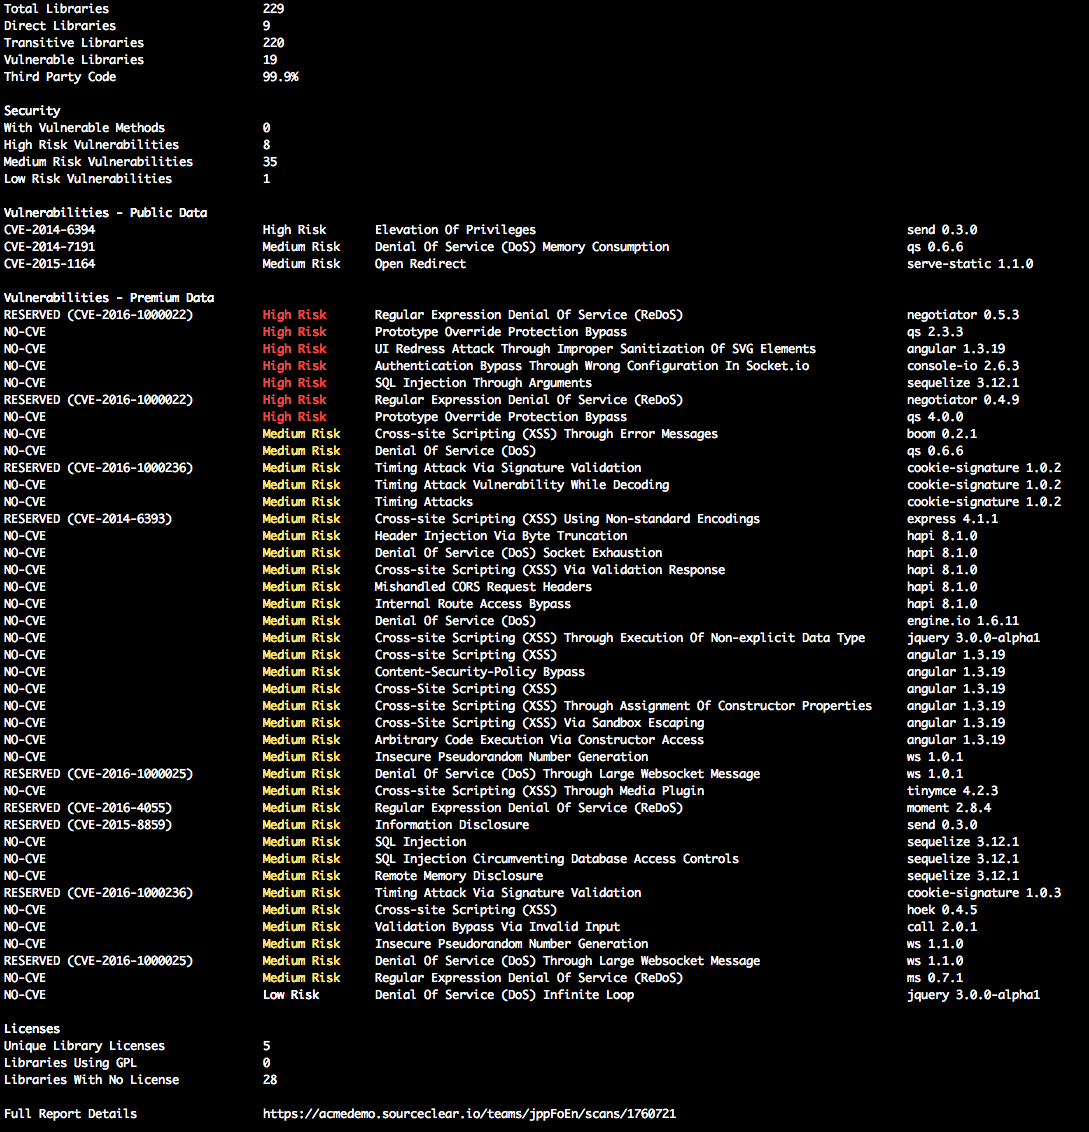 Total Libraries 229
Direct Libraries 9
Transitive Libraries 220
Vulnerable Libraries 19
Third Party Code 99.9%
Security
With Vulnerable Methods 0
High Risk Vulnerabilities 8
Medium Risk Vulnerabilities 35
Low Risk Vulnerabilities 1
Vulnerabilities - Public Data
CVE-2014-6394 High Risk Elevation Of Privileges send 0.3.0
CVE-2014-7191 Medium Risk Denial Of Service (DoS) Memory Consumption qs 0.6.6
CVE-2015-1164 Medium Risk Open Redirect serve-static 1.1.0
Vulnerabilities - Premium Data
RESERVED (CVE-2016-1000022) High Risk Regular Expression Denial Of Service (ReDoS) negotiator 0.5.3
NO-CVE High Risk Prototype Override Protection Bypass qs 2.3.3
NO-CVE High Risk UI Redress Attack Through Improper Sanitization Of SVG Elements angular 1.3.19
NO-CVE High Risk Authentication Bypass Through Wrong Configuration In Socket.io console-io 2.6.3
NO-CVE High Risk SQL Injection Through Arguments sequelize 3.12.1
RESERVED (CVE-2016-1000022) High Risk Regular Expression Denial Of Service (ReDoS) negotiator 0.4.9
NO-CVE High Risk Prototype Override Protection Bypass qs 4.0.0
NO-CVE Medium Risk Cross-site Scripting (XSS) Through Error Messages boom 0.2.1
NO-CVE Medium Risk Denial Of Service (DoS) qs 0.6.6
RESERVED (CVE-2016-1000236) Medium Risk Timing Attack Via Signature Validation cookie-signature 1.0.2
NO-CVE Medium Risk Timing Attack Vulnerability While Decoding cookie-signature 1.0.2
NO-CVE Medium Risk Timing Attacks cookie-signature 1.0.2
RESERVED (CVE-2014-6393) Medium Risk Cross-site Scripting (XSS) Using Non-standard Encodings express 4.1.1
NO-CVE Medium Risk Header Injection Via Byte Truncation hapi 8.1.0
NO-CVE Medium Risk Denial Of Service (DoS) Socket Exhaustion hapi 8.1.0
NO-CVE Medium Risk Cross-site Scripting (XSS) Via Validation Response hapi 8.1.0
NO-CVE Medium Risk Mishandled CORS Request Headers hapi 8.1.0
NO-CVE Medium Risk Internal Route Access Bypass hapi 8.1.0
NO-CVE Medium Risk Denial Of Service (DoS) engine.io 1.6.11
NO-CVE Medium Risk Cross-site Scripting (XSS) Through Execution Of Non-explicit Data Type jquery 3.0.0-alpha1
NO-CVE Medium Risk Cross-site Scripting (XSS) angular 1.3.19
NO-CVE Medium Risk Content-Security-Policy Bypass angular 1.3.19
NO-CVE Medium Risk Cross-Site Scripting (XSS) angular 1.3.19
NO-CVE Medium Risk Cross-Site Scripting (XSS) Through Assignment Of Constructor Properties angular 1.3.19
NO-CVE Medium Risk Cross-Site Scripting (XSS) Via Sandbox Escaping angular 1.3.19
NO-CVE Medium Risk Arbitrary Code Execution Via Constructor Access angular 1.3.19
NO-CVE Medium Risk Insecure Pseudorandom Number Generation ws 1.0.1
RESERVED (CVE-2016-1000025) Medium Risk Denial Of Service (DoS) Through Large Websocket Message ws 1.0.1
NO-CVE Medium Risk Cross-Site Scripting (XSS) Through Media Plugin tinymce 4.2.3
RESERVED (CVE-2016-4055) Medium Risk Regular Expression Denial Of Service (ReDoS) moment 2.8.4
RESERVED (CVE-2015-8859) Medium Risk Information Disclosure send 0.3.0
NO-CVE Medium Risk SQL Injection sequelize 3.12.1
NO-CVE Medium Risk SQL Injection Circumventing Database Access Controls sequelize 3.12.1
NO-CVE Medium Risk Remote Memory Disclosure sequelize 3.12.1
RESERVED (CVE-2016-1000236) Medium Risk Timing Attack Via Signature Validation cookie-signature 1.0.3
NO-CVE Medium Risk Cross-site Scripting (XSS) hoek 0.4.5
NO-CVE Medium Risk Validation Bypass Via Invalid Input call 2.0.1
NO-CVE Medium Risk Insecure Pseudorandom Number Generation ws 1.1.0
RESERVED (CVE-2016-1000025) Medium Risk Denial Of Service (DoS) Through Large Websocket Message ws 1.1.0
NO-CVE Medium Risk Regular Expression Denial Of Service (ReDoS) ms 0.7.1
NO-CVE Low Risk Denial Of Service (DoS) Infinite Loop jquery 3.0.0-alpha1
Licenses
Unique Library Licenses 5
Libraries Using GPL 0
Libraries With No License 28
Full Report Details https://acmedemo.sourceclear.io/teams/jppFoEn/scans/1760721